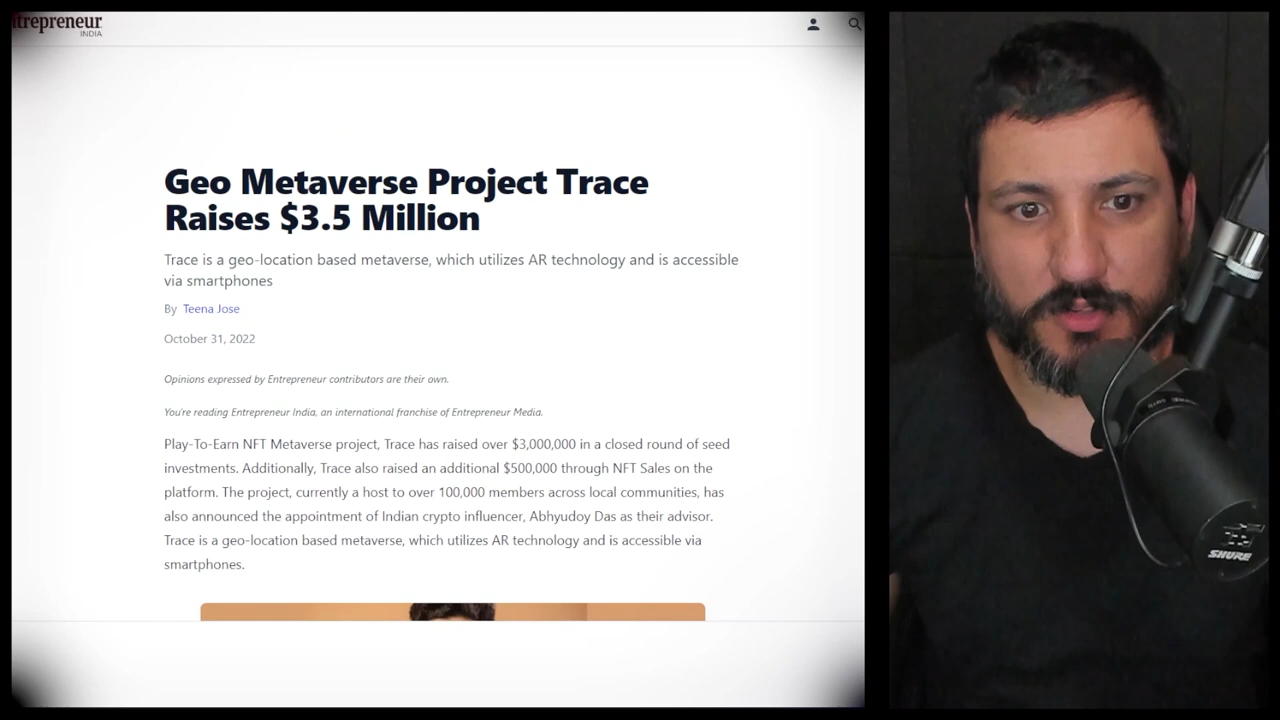 trepreneur
INDIA
Geo Metaverse Project Trace
Raises $3.5 Million
Trace is a geo-location based metaverse, which utilizes AR technology and is accessible
via smartphones
By Teena Jose
October 31, 2022
Opinions expressed by Entrepreneur contributors are their own.
You're reading Entrepreneur India, an international franchise of Entrepreneur Media.
Play-To-Earn NFT Metaverse project, Trace has raised over $3,000,000 in a closed round of seed
investments. Additionally, Trace also raised an additional $500,000 through NFT Sales on the
platform. The project, currently a host to over 100,000 members across local communities, has
also announced the appointment of Indian crypto influencer, Abhyudoy Das as their advisor.
Trace is a geo-location based metaverse, which utilizes AR technology and is accessible via
smartphones.
SHURE